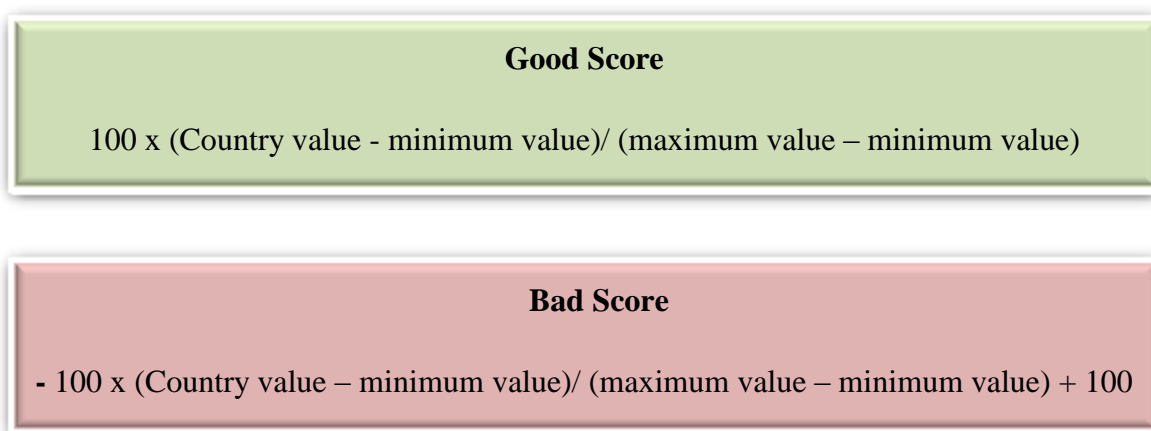 Good Score
100 x (Country value - minimum value)/ (maximum value – minimum value)
Bad Score
- 100 x (Country value – minimum value)/ (maximum value – minimum value) + 100